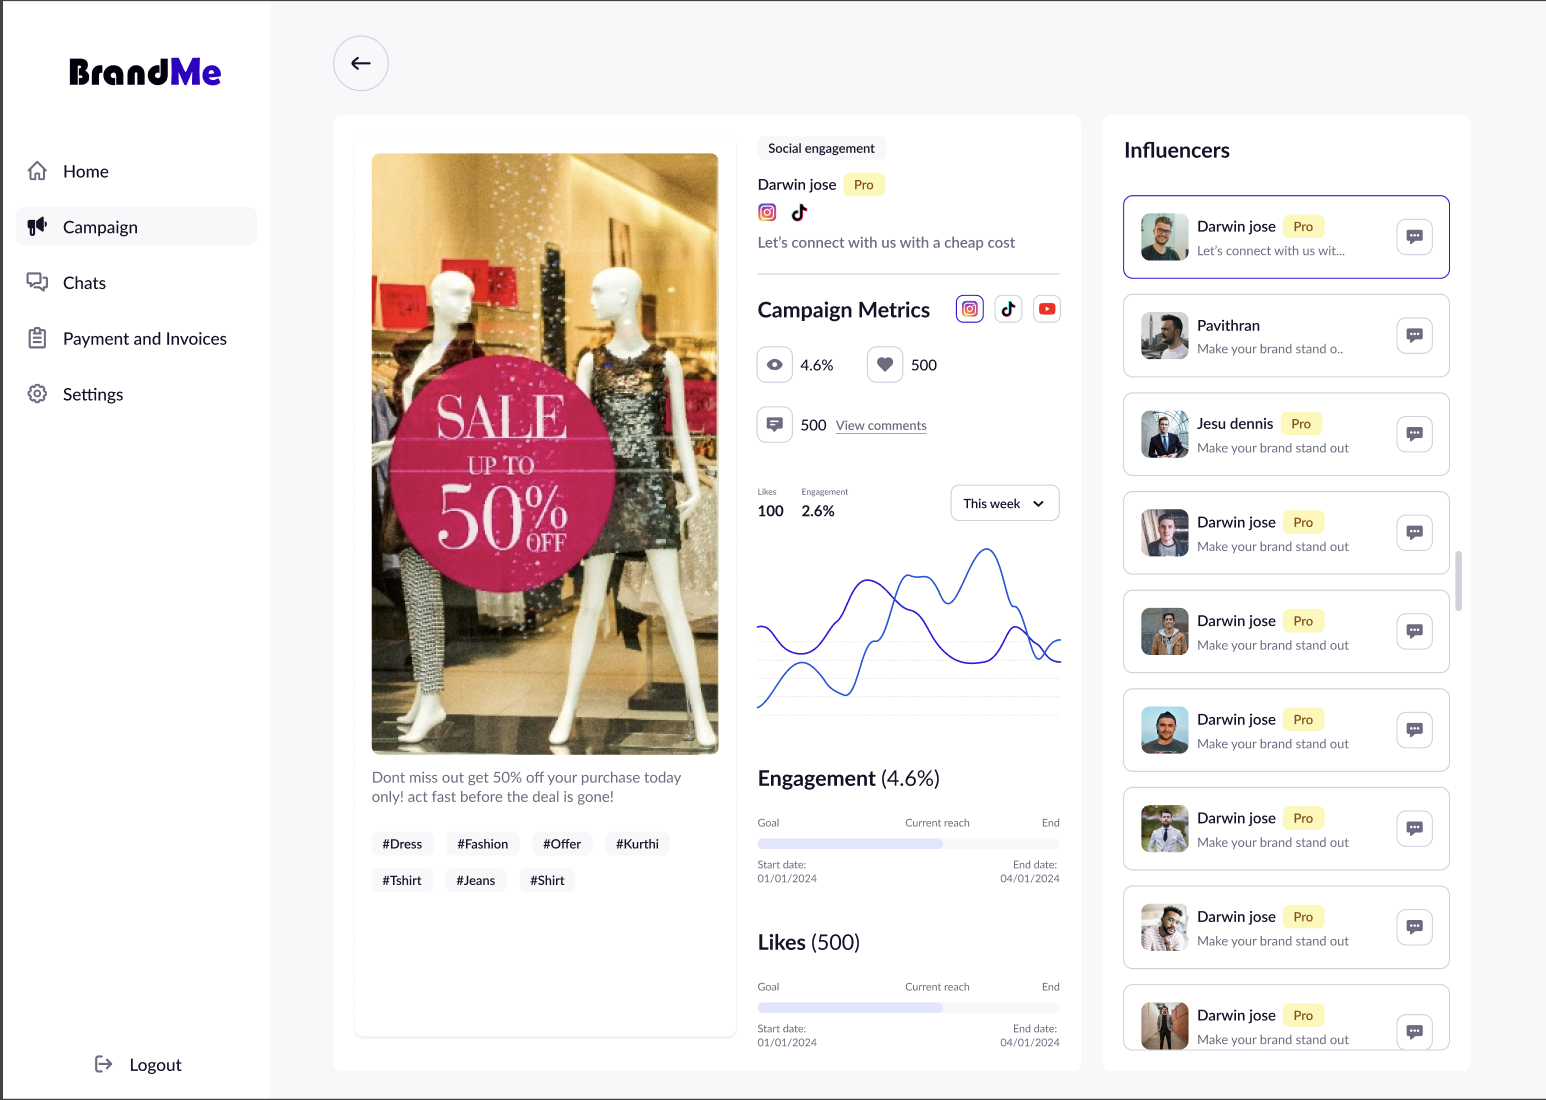 BrandMe
Home
Campaign
Chats
Payment and Invoices
Settings
Logout
SALE
UP TO
50%
OFF
Dont miss out get 50% off your purchase today
only! act fast before the deal is gone!
#Dress #Fashion #Offer #Kurthi
#Tshirt #Jeans #Shirt
Social engagement
Darwin jose Pro
Let's connect with us with a cheap cost
Campaign Metrics
4.6% 500
500 View comments
Likes Engagement
100 2.6%
This week
Engagement (4.6%)
Goal Current reach End
Start date: End date:
01/01/2024 04/01/2024
Likes (500)
Goal Current reach End
Start date: End date:
01/01/2024 04/01/2024
Influencers
Darwin jose Pro
Let's connect with us wit...
Pavithran
Make your brand stand o..
Jesu dennis Pro
Make your brand stand out
Darwin jose Pro
Make your brand stand out
Darwin jose Pro
Make your brand stand out
Darwin jose Pro
Make your brand stand out
Darwin jose Pro
Make your brand stand out
Darwin jose Pro
Make your brand stand out
Darwin jose Pro
Make your brand stand out